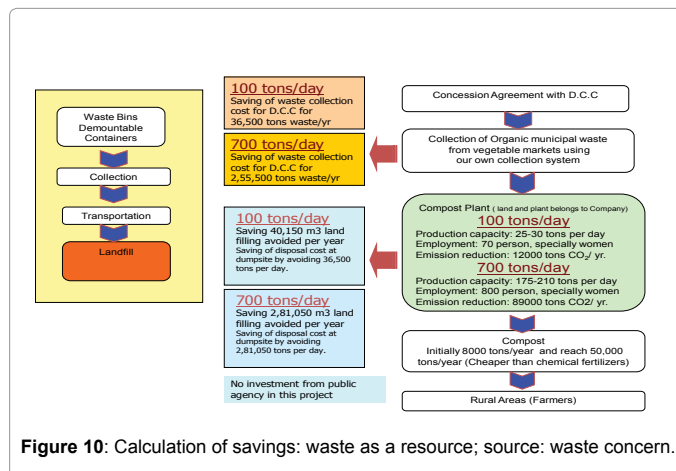 Waste Bins
Demountable
Containers
Collection
Transportation
Landfill
100 tons/day
Saving of waste collection
cost for D.C.C for
36,500 tons waste/yr
700 tons/day
Saving of waste collection
cost for D.C.C for
2,55,500 tons waste/yr
100 tons/day
Saving 40,150 m3 land
filling avoided per year
Saving of disposal cost at
dumpsite by avoiding 36,500
tons per day.
700 tons/day
Saving 2,81,050 m3 land
filling avoided per year
Saving of disposal cost at
dumpsite by avoiding
2,81,050 tons per day.
No investment from public
agency in this project
Concession Agreement with D.C.C
Collection of Organic municipal waste
from vegetable markets using
our own collection system
Compost Plant ( land and plant belongs to Company)
100 tons/day
Production capacity: 25-30 tons per day
Employment: 70 person, specially women
Emission reduction: 12000 tons CO₂/ yr.
700 tons/day
Production capacity: 175-210 tons per day
Employment: 800 person, specially women
Emission reduction: 89000 tons CO2/ yr.
Compost
Initially 8000 tons/year and reach 50,000
tons/year (Cheaper than chemical fertilizers)
Rural Areas (Farmers)
Figure 10: Calculation of savings: waste as a resource; source: waste concern.